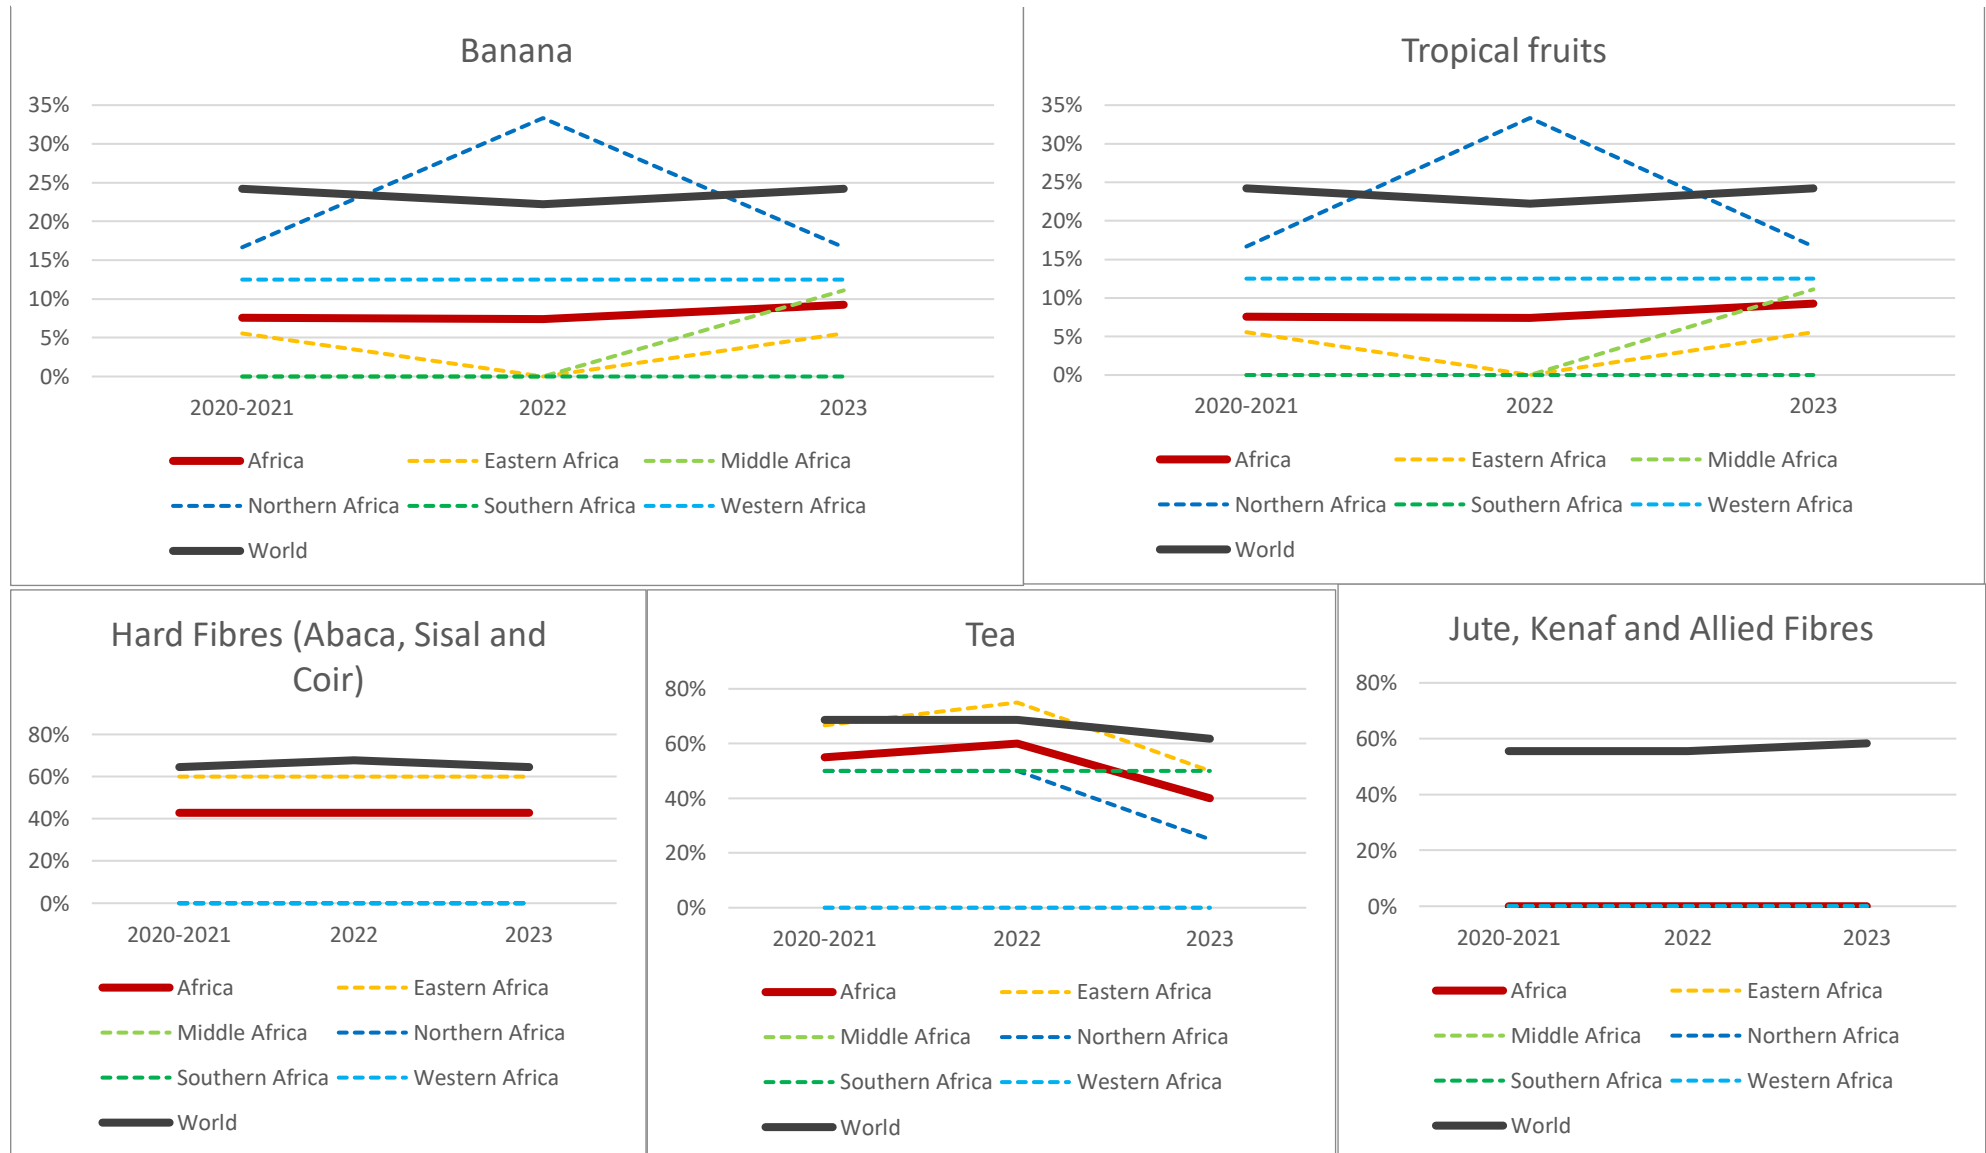 Banana
35%
30%
25%
20%
15%
10%
5%
0%
2020-2021 2022 2023
Africa Eastern Africa Middle Africa
Northern Africa Southern Africa Western Africa
World
Tropical fruits
35%
30%
25%
20%
15%
10%
5%
0%
2020-2021 2022 2023
Africa Eastern Africa Middle Africa
Northern Africa Southern Africa Western Africa
World
Hard Fibres (Abaca, Sisal and
Coir)
80%
60%
40%
20%
0%
2020-2021 2022 2023
Africa Eastern Africa
Middle Africa Northern Africa
Southern Africa Western Africa
World
Tea
80%
60%
40%
20%
0%
2020-2021 2022 2023
Africa Eastern Africa
Middle Africa Northern Africa
Southern Africa Western Africa
World
Jute, Kenaf and Allied Fibres
80%
60%
40%
20%
0%
2020-2021 2022 2023
Africa Eastern Africa
Middle Africa Northern Africa
Southern Africa Western Africa
World